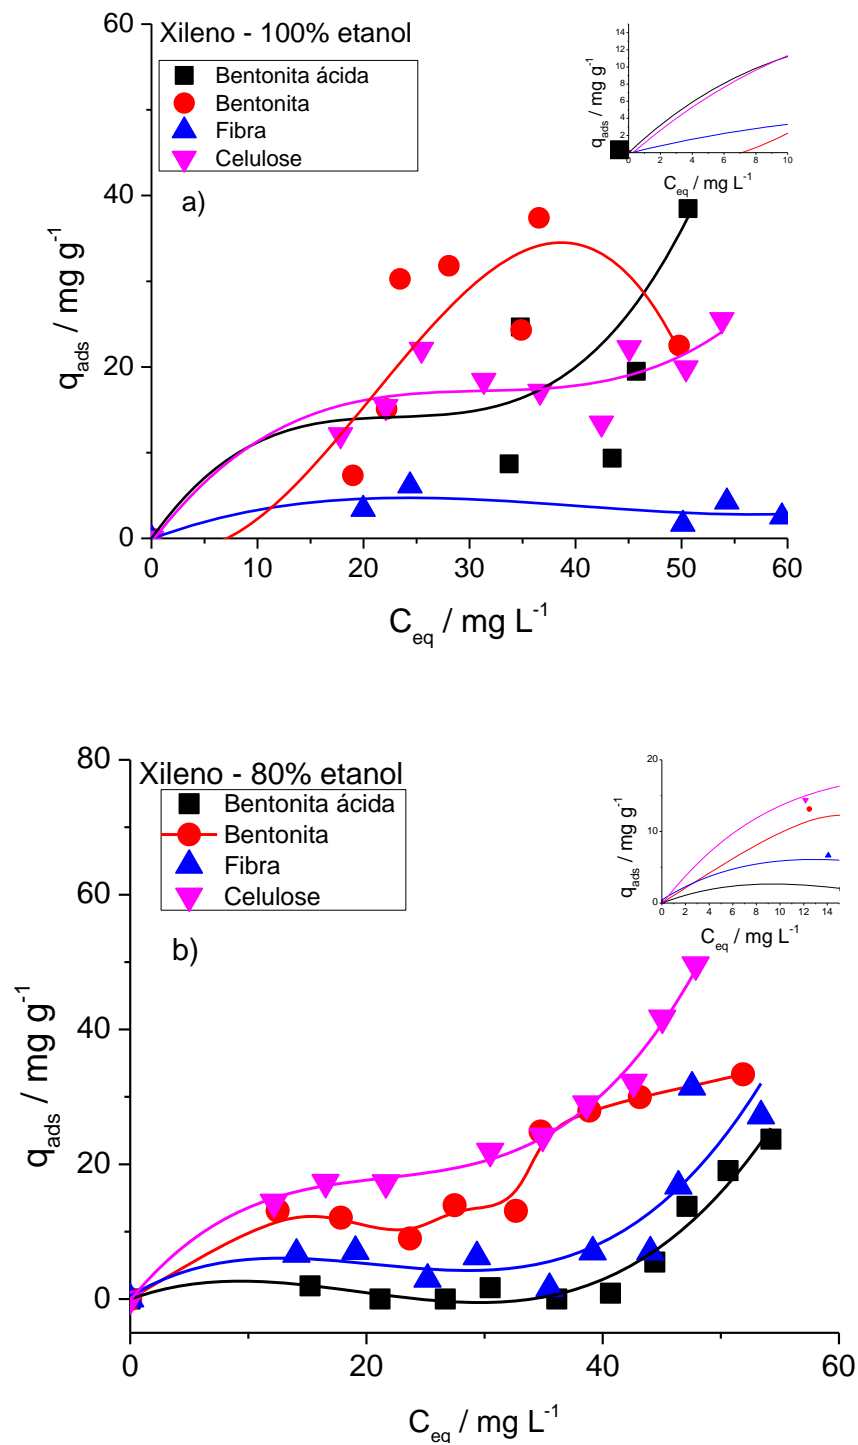 Xileno - 100% etanol
Bentonita ácida
Bentonita
Fibra
Celulose
a)
q_ads / mg g^-1
60
40
20
0
0 10 20 30 40 50 60
C_eq / mg L^-1
q_ads / mg g^-1
14
12
10
8
6
4
2
0 2 4 6 8 10
C_eq / mg L^-1
Xileno - 80% etanol
Bentonita ácida
Bentonita
Fibra
Celulose
b)
q_ads / mg g^-1
80
60
40
20
0
0 20 40 60
C_eq / mg L^-1
q_ads / mg g^-1
20
10
0
0 2 4 6 8 10 12 14
C_eq / mg L^-1